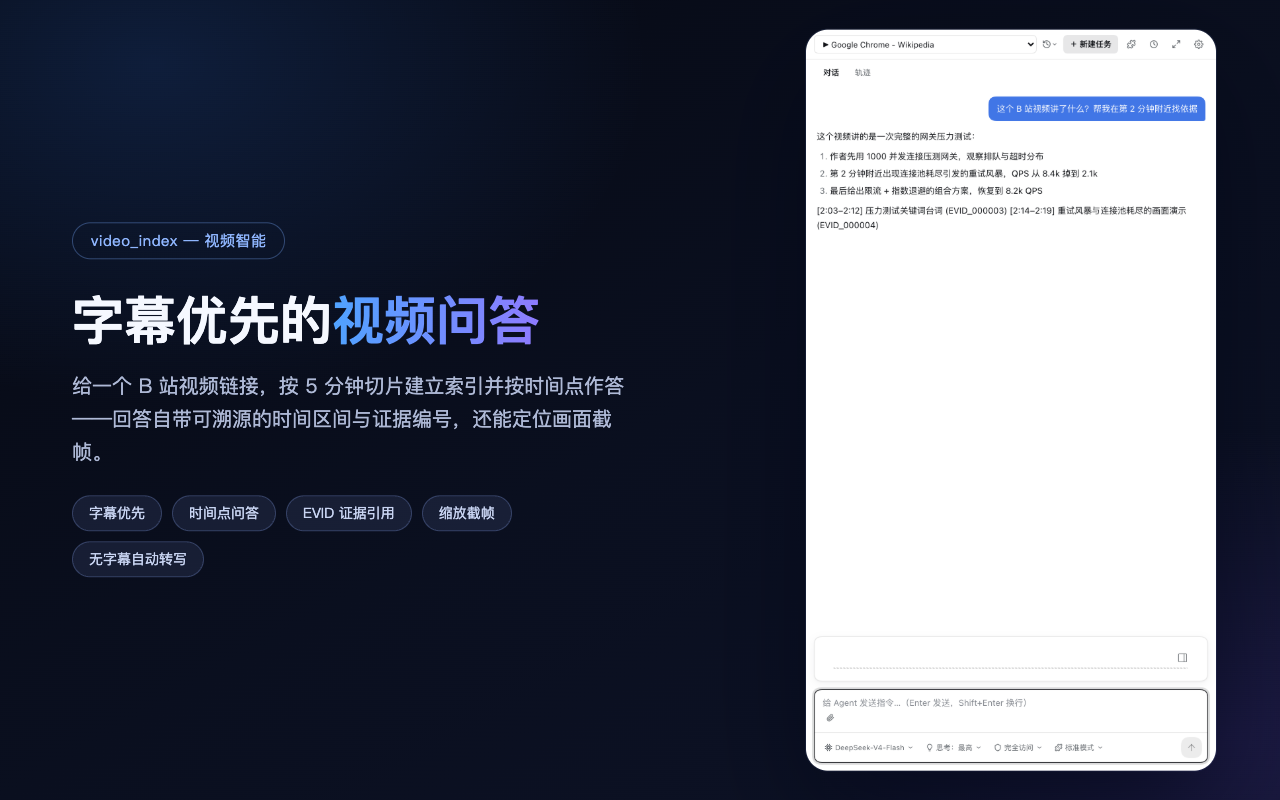 video_index — 视频智能
字幕优先的视频问答
给一个 B 站视频链接，按 5 分钟切片建立索引并按时间点作答
——回答自带可溯源的时间区间与证据编号，还能定位画面截
帧。
字幕优先
时间点问答
EVID 证据引用
缩放截帧
无字幕自动转写
▶ Google Chrome - Wikipedia
+ 新建任务
对话
轨迹
这个 B 站视频讲了什么？帮我在第 2 分钟附近找依据
这个视频讲的是一次完整的网关压力测试：
1. 作者先用 1000 并发连接压测网关，观察排队与超时分布
2. 第 2 分钟附近出现连接池耗尽引发的重试风暴，QPS 从 8.4k 掉到 2.1k
3. 最后给出限流 + 指数退避的组合方案，恢复到 8.2k QPS
[2:03–2:12] 压力测试关键词台词 (EVID_000003) [2:14–2:19] 重试风暴与连接池耗尽的画面演示
(EVID_000004)
给 Agent 发送指令...（Enter 发送，Shift+Enter 换行）
DeepSeek-V4-Flash
思考：最高
完全访问
标准模式